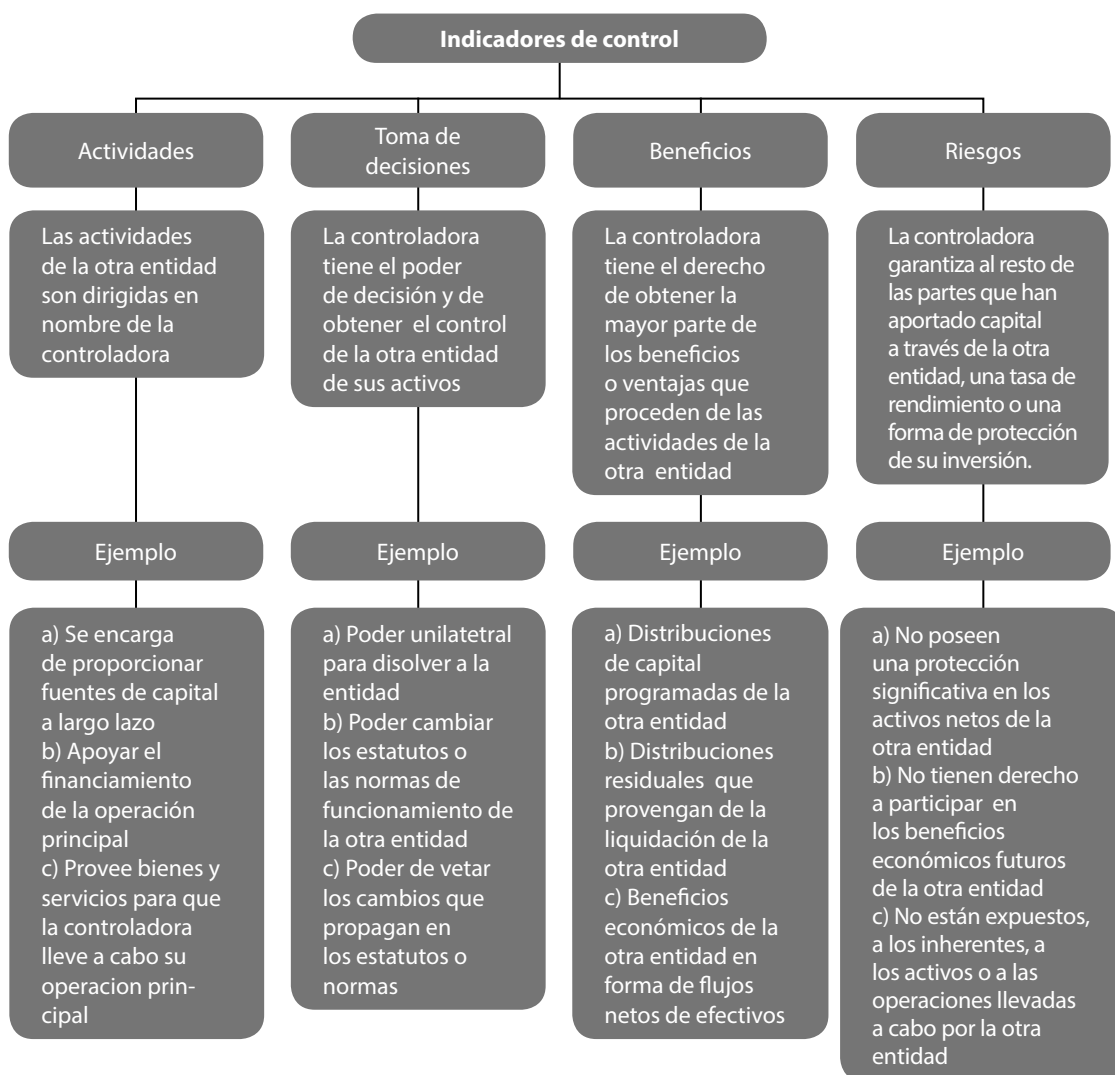 Indicadores de control
Actividades
Las actividades
de la otra entidad
son dirigidas en
nombre de la
controladora
Ejemplo
a) Se encarga
de proporcionar
fuentes de capital
a largo lazo
b) Apoyar el
financiamiento
de la operación
principal
c) Provee bienes y
servicios para que
la controladora
lleve a cabo su
operacion prin-
cipal
Toma de
decisiones
La controladora
tiene el poder
de decisión y de
obtener el control
de la otra entidad
de sus activos
Ejemplo
a) Poder unilatetral
para disolver a la
entidad
b) Poder cambiar
los estatutos o
las normas de
funcionamiento de
la otra entidad
c) Poder de vetar
los cambios que
propagan en
los estatutos o
normas
Beneficios
La controladora
tiene el derecho
de obtener la
mayor parte de
los beneficios
o ventajas que
proceden de las
actividades de la
otra entidad
Ejemplo
a) Distribuciones
de capital
programadas de la
otra entidad
b) Distribuciones
residuales que
provengan de la
liquidación de la
otra entidad
c) Beneficios
económicos de la
otra entidad en
forma de flujos
netos de efectivos
Riesgos
La controladora
garantiza al resto de
las partes que han
aportado capital
a través de la otra
entidad, una tasa de
rendimiento o una
forma de protección
de su inversión.
Ejemplo
a) No poseen
una protección
significativa en los
activos netos de la
otra entidad
b) No tienen derecho
a participar en
los beneficios
económicos futuros
de la otra entidad
c) No están expuestos,
a los inherentes, a
los activos o a las
operaciones llevadas
a cabo por la otra
entidad